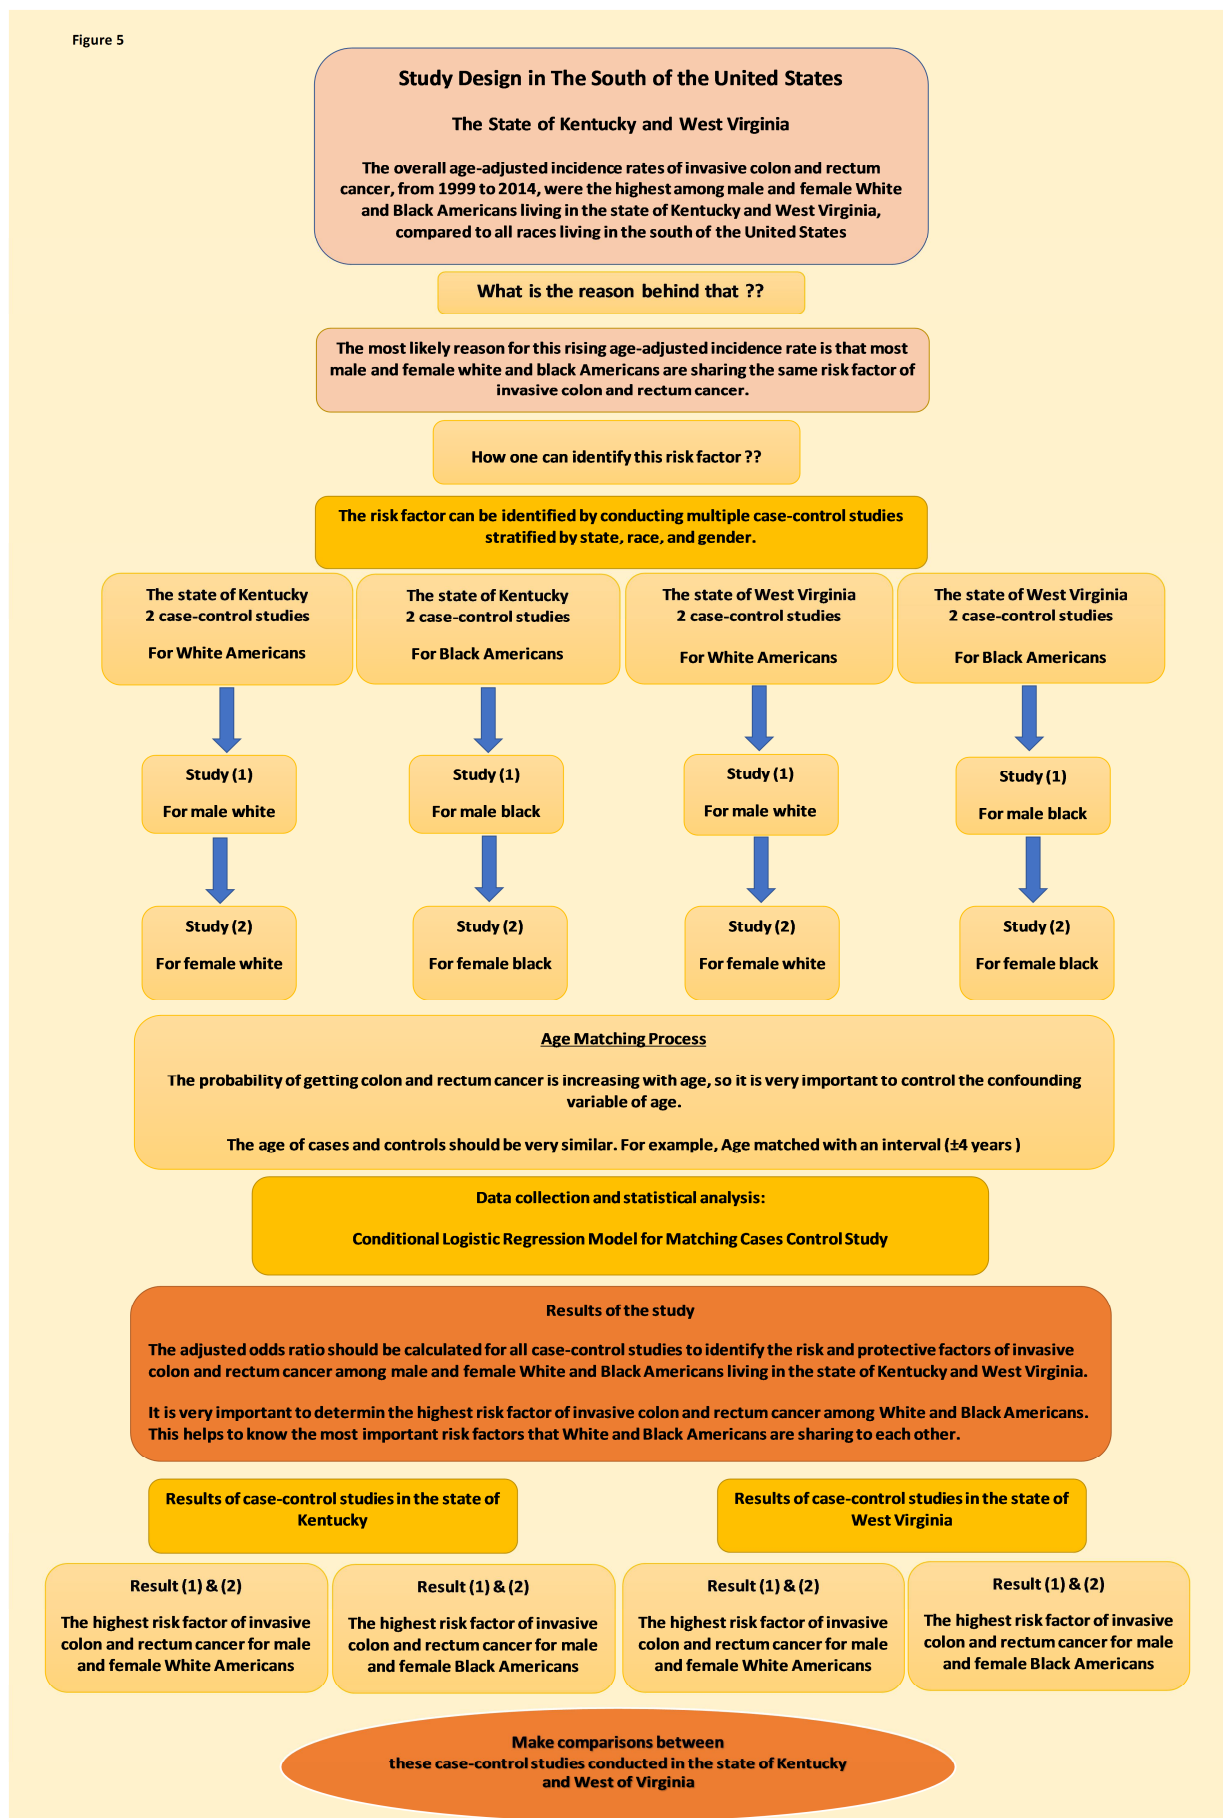 Figure 5
Study Design in The South of the United States
The State of Kentucky and West Virginia
The overall age-adjusted incidence rates of invasive colon and rectum
cancer, from 1999 to 2014, were the highest among male and female White
and Black Americans living in the state of Kentucky and West Virginia,
compared to all races living in the south of the United States
What is the reason behind that ??
The most likely reason for this rising age-adjusted incidence rate is that most
male and female white and black Americans are sharing the same risk factor of
invasive colon and rectum cancer.
How one can identify this risk factor ??
The risk factor can be identified by conducting multiple case-control studies
stratified by state, race, and gender.
The state of Kentucky
2 case-control studies
For White Americans
The state of Kentucky
2 case-control studies
For Black Americans
The state of West Virginia
2 case-control studies
For White Americans
The state of West Virginia
2 case-control studies
For Black Americans
Study (1)
For male white
Study (1)
For male black
Study (1)
For male white
Study (1)
For male black
Study (2)
For female white
Study (2)
For female black
Study (2)
For female white
Study (2)
For female black
Age Matching Process
The probability of getting colon and rectum cancer is increasing with age, so it is very important to control the confounding
variable of age.
The age of cases and controls should be very similar. For example, Age matched with an interval (±4 years )
Data collection and statistical analysis:
Conditional Logistic Regression Model for Matching Cases Control Study
Results of the study
The adjusted odds ratio should be calculated for all case-control studies to identify the risk and protective factors of invasive
colon and rectum cancer among male and female White and Black Americans living in the state of Kentucky and West Virginia.
It is very important to determin the highest risk factor of invasive colon and rectum cancer among White and Black Americans.
This helps to know the most important risk factors that White and Black Americans are sharing to each other.
Results of case-control studies in the state of
Kentucky
Results of case-control studies in the state of
West Virginia
Result (1) & (2)
The highest risk factor of invasive
colon and rectum cancer for male
and female White Americans
Result (1) & (2)
The highest risk factor of invasive
colon and rectum cancer for male
and female Black Americans
Result (1) & (2)
The highest risk factor of invasive
colon and rectum cancer for male
and female White Americans
Result (1) & (2)
The highest risk factor of invasive
colon and rectum cancer for male
and female Black Americans
Make comparisons between
these case-control studies conducted in the state of Kentucky
and West of Virginia